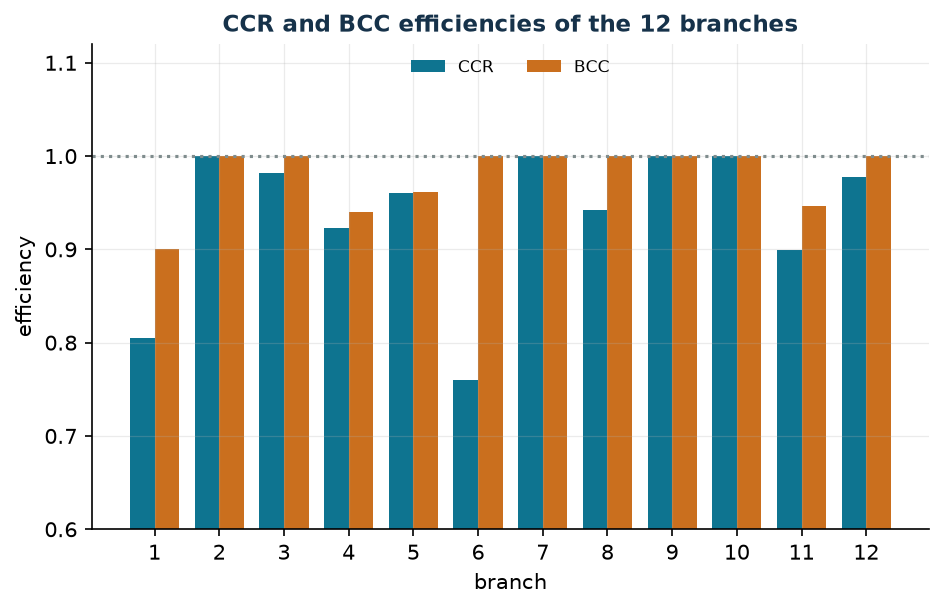 CCR and BCC efficiencies of the 12 branches
CCR BCC
1.1
1.0
0.9
0.8
0.7
0.6
efficiency
1 2 3 4 5 6 7 8 9 10 11 12
branch